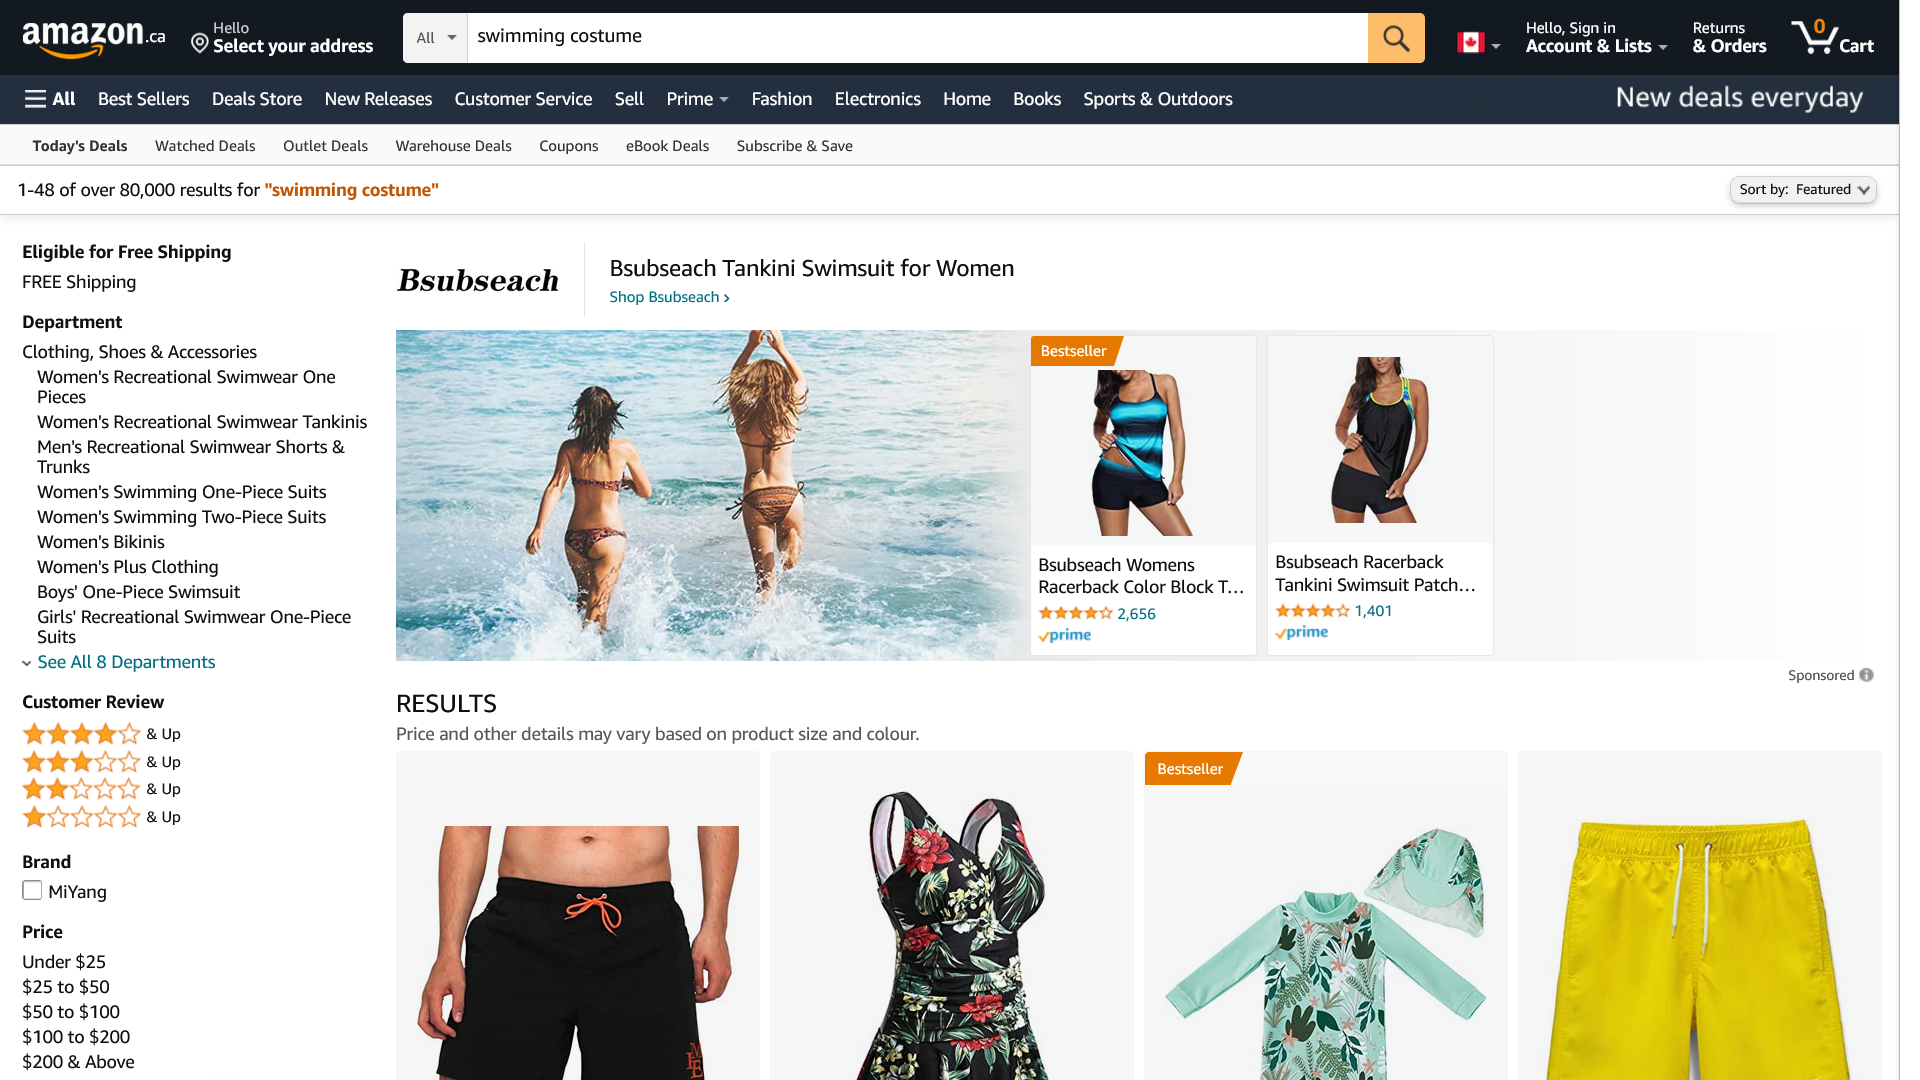 amazon.ca
Hello
Select your address
All
swimming costume
Hello, Sign in
Account & Lists
Returns
& Orders
0
Cart
All
Best Sellers
Deals Store
New Releases
Customer Service
Sell
Prime
Fashion
Electronics
Home
Books
Sports & Outdoors
New deals everyday
Today's Deals
Watched Deals
Outlet Deals
Warehouse Deals
Coupons
eBook Deals
Subscribe & Save
1-48 of over 80,000 results for "swimming costume"
Sort by: Featured
Eligible for Free Shipping
FREE Shipping
Department
Clothing, Shoes & Accessories
Women's Recreational Swimwear One
Pieces
Women's Recreational Swimwear Tankinis
Men's Recreational Swimwear Shorts &
Trunks
Women's Swimming One-Piece Suits
Women's Swimming Two-Piece Suits
Women's Bikinis
Women's Plus Clothing
Boys' One-Piece Swimsuit
Girls' Recreational Swimwear One-Piece
Suits
See All 8 Departments
Customer Review
& Up
& Up
& Up
& Up
Brand
MiYang
Price
Under $25
$25 to $50
$50 to $100
$100 to $200
$200 & Above
Bsubseach
Bsubseach Tankini Swimsuit for Women
Shop Bsubseach ›
Bestseller
Bsubseach Womens
Racerback Color Block T...
2,656
prime
Bsubseach Racerback
Tankini Swimsuit Patch...
1,401
prime
Sponsored
RESULTS
Price and other details may vary based on product size and colour.
Bestseller